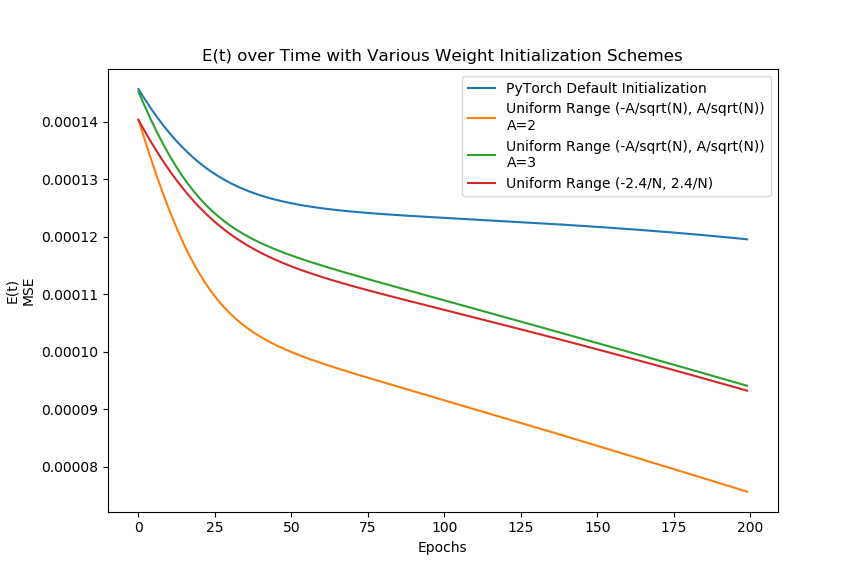 E(t) over Time with Various Weight Initialization Schemes
PyTorch Default Initialization
Uniform Range (-A/sqrt(N), A/sqrt(N))
A=2
Uniform Range (-A/sqrt(N), A/sqrt(N))
A=3
Uniform Range (-2.4/N, 2.4/N)
E(t)
MSE
0.00014
0.00013
0.00012
0.00011
0.00010
0.00009
0.00008
0 25 50 75 100 125 150 175 200
Epochs